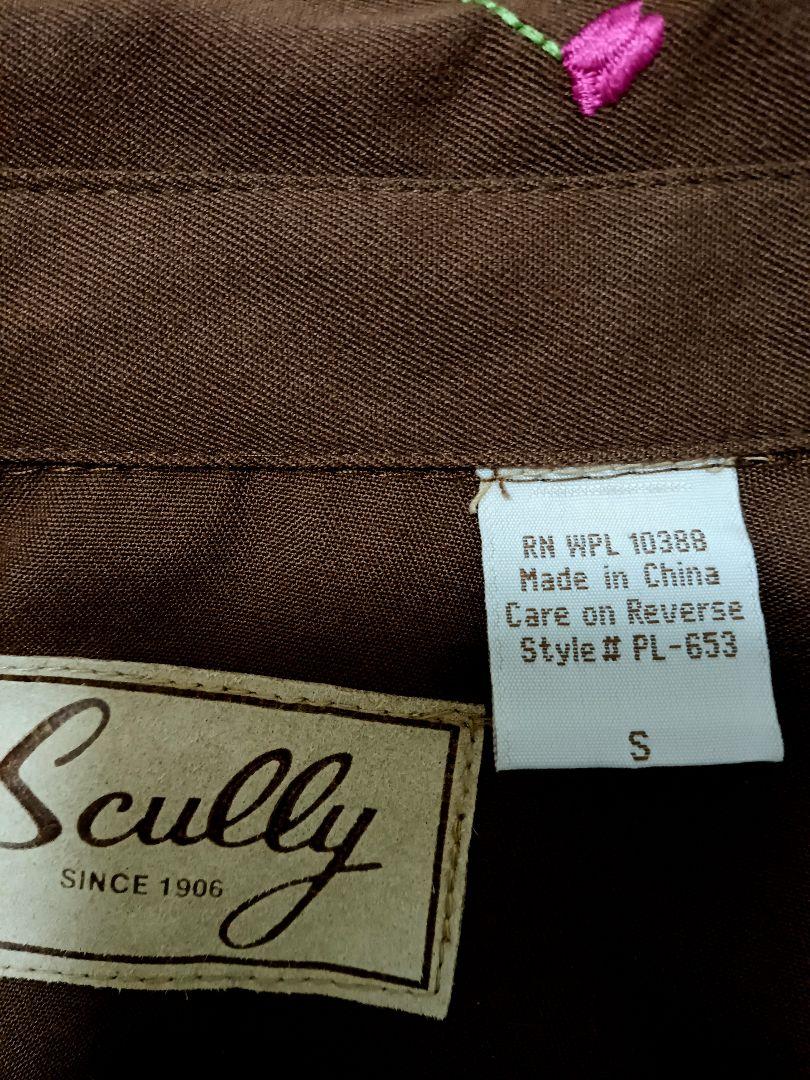 RN WPL 10388
Made in China
Care on Reverse
Style# PL-653
S
Scully
SINCE 1906